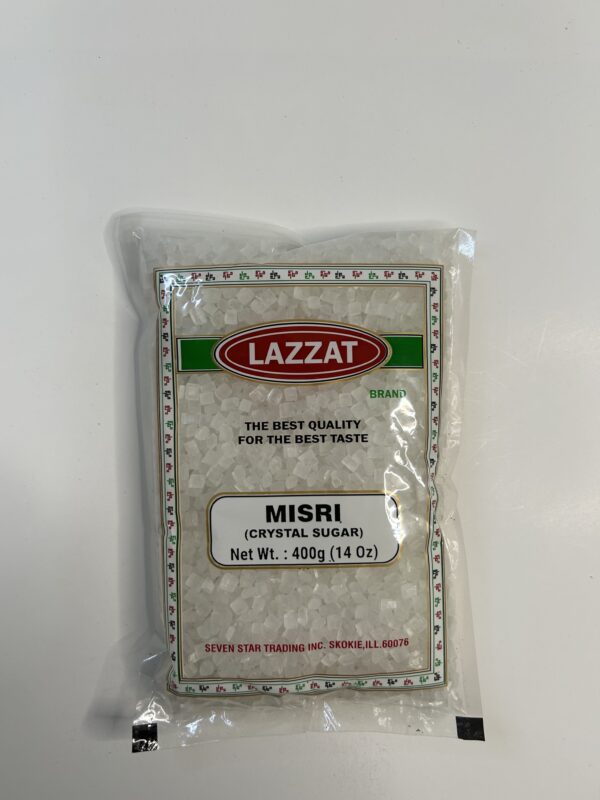 LAZZAT
BRAND
THE BEST QUALITY
FOR THE BEST TASTE
MISRI
(CRYSTAL SUGAR)
Net Wt. : 400g (14 Oz)
SEVEN STAR TRADING INC. SKOKIE,ILL.60076